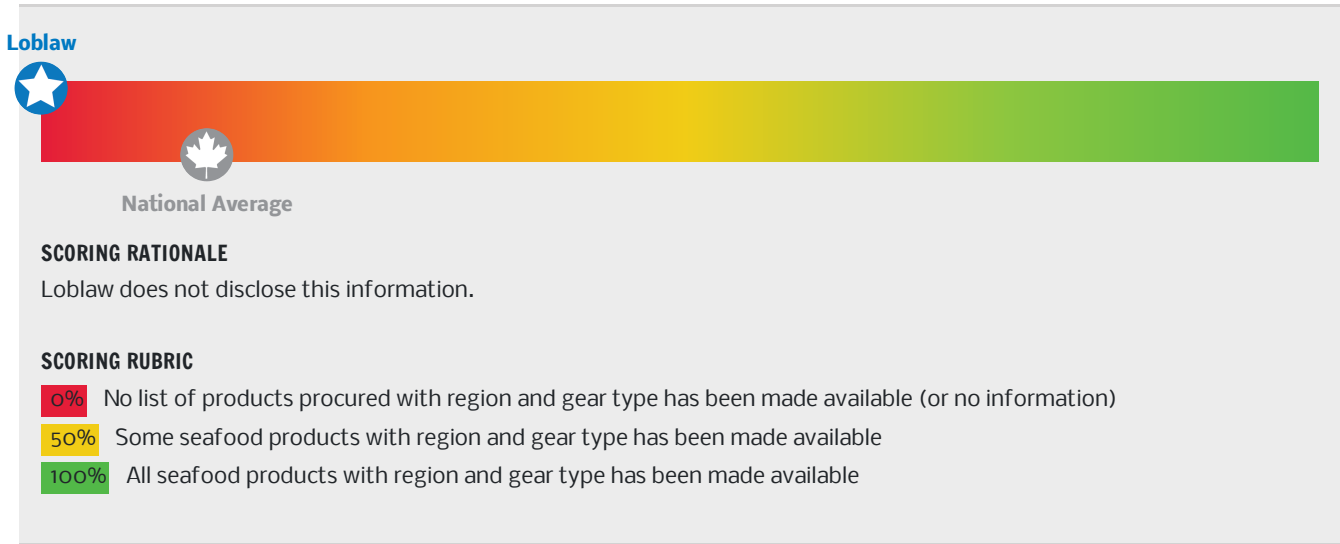 Loblaw
National Average
SCORING RATIONALE
Loblaw does not disclose this information.
SCORING RUBRIC
0% No list of products procured with region and gear type has been made available (or no information)
50% Some seafood products with region and gear type has been made available
100% All seafood products with region and gear type has been made available